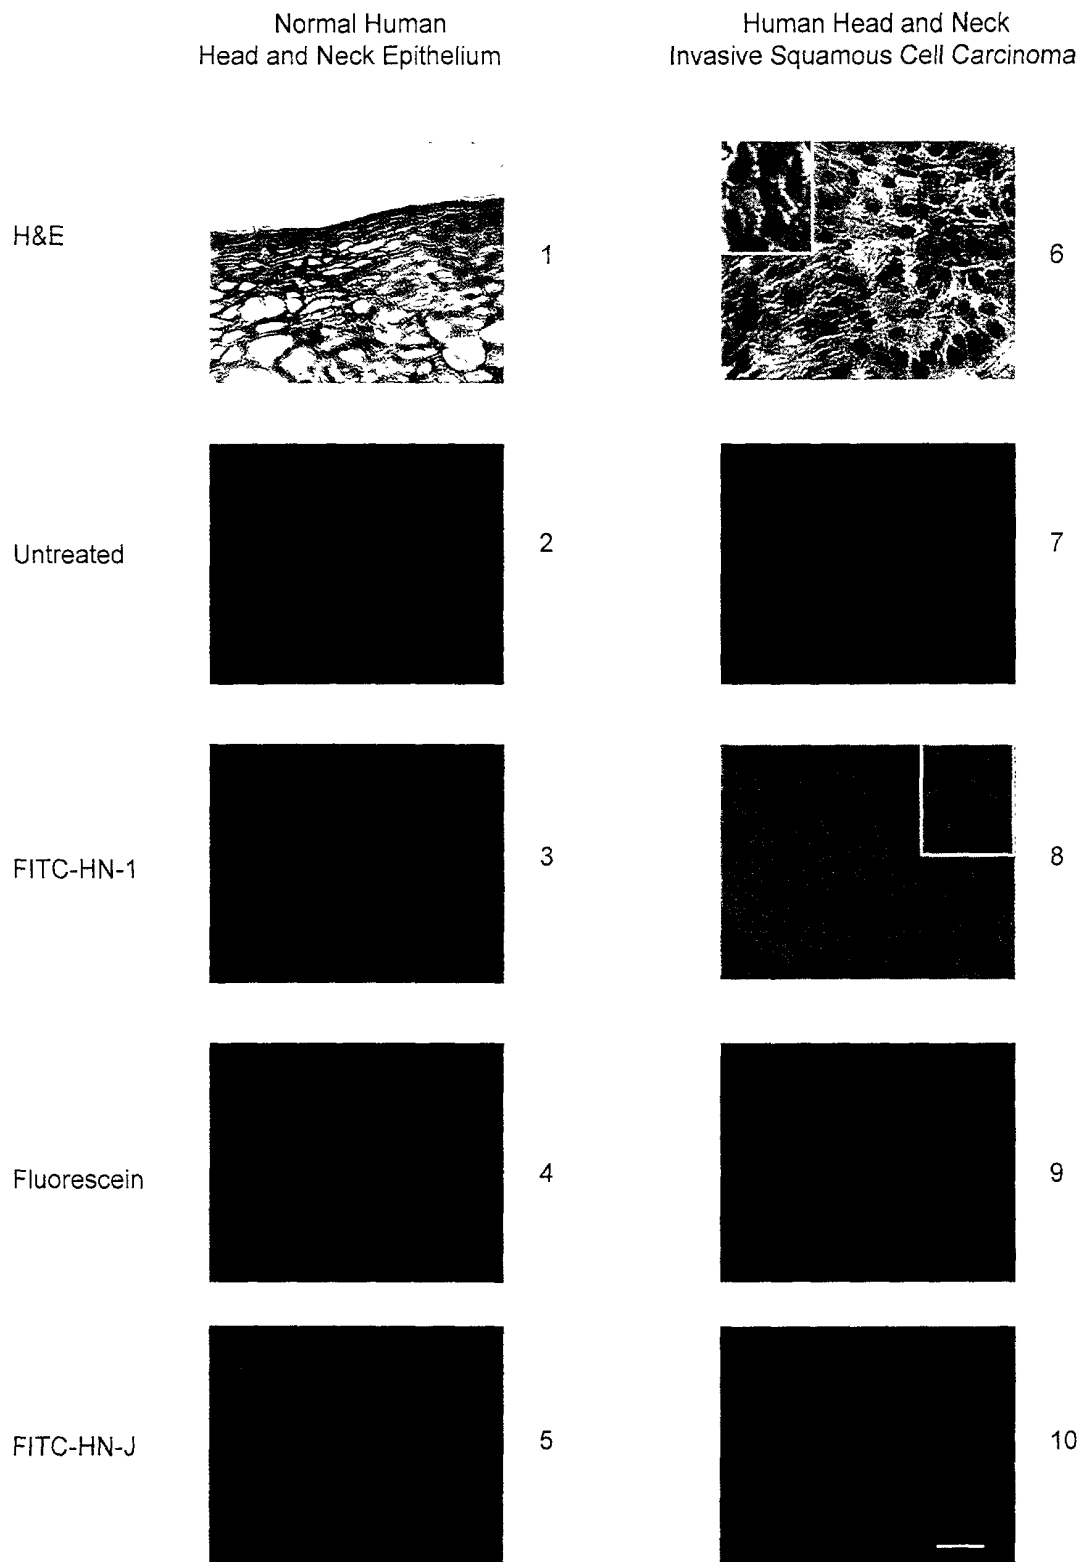 Normal Human
Head and Neck Epithelium
Human Head and Neck
Invasive Squamous Cell Carcinoma
H&E
1
6
Untreated
2
7
FITC-HN-1
3
8
Fluorescein
4
9
FITC-HN-J
5
10